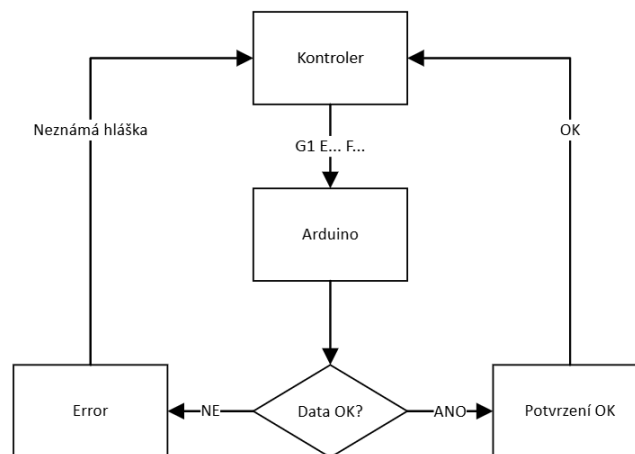 Kontroler
Neznámá hláška
OK
G1 E... F...
Arduino
Error
NE
Data OK?
ANO
Potvrzení OK